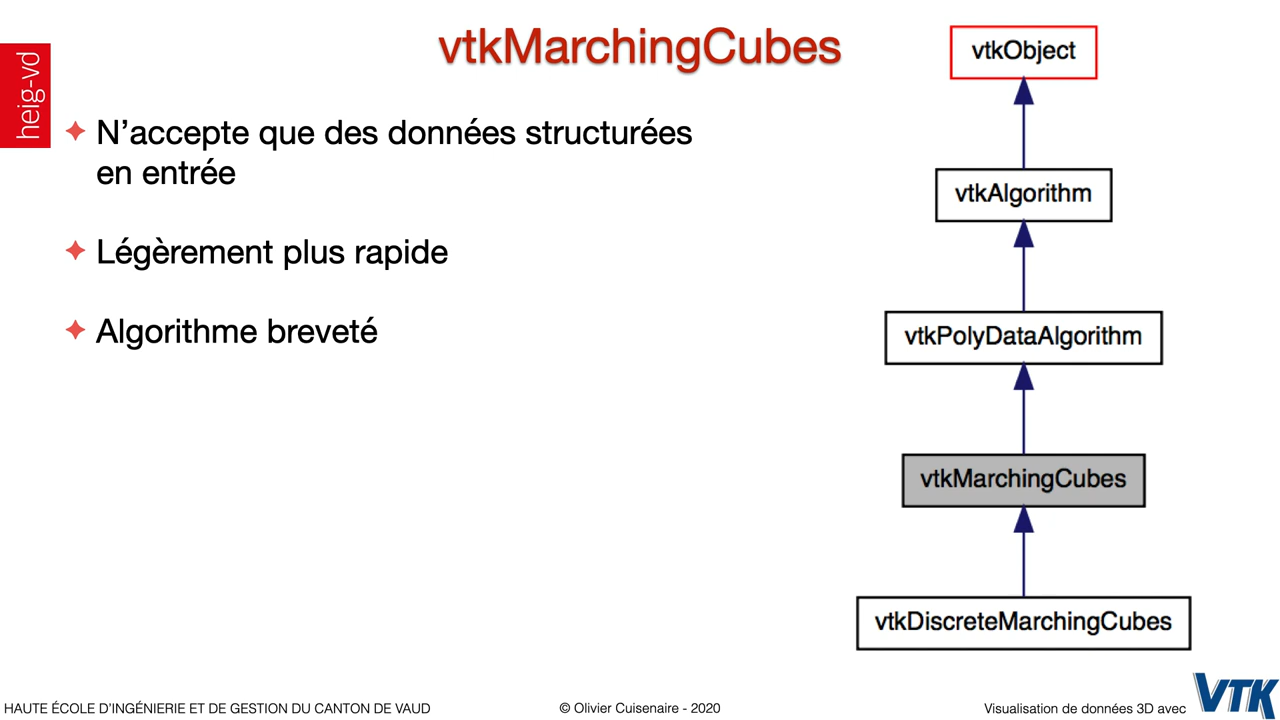 vtkMarchingCubes
heig-vd
N’accepte que des données structurées
en entrée
Légèrement plus rapide
Algorithme breveté
vtkObject
vtkAlgorithm
vtkPolyDataAlgorithm
vtkMarchingCubes
vtkDiscreteMarchingCubes
HAUTE ÉCOLE D’INGÉNIERIE ET DE GESTION DU CANTON DE VAUD
© Olivier Cuisenaire - 2020
Visualisation de données 3D avec
VTK